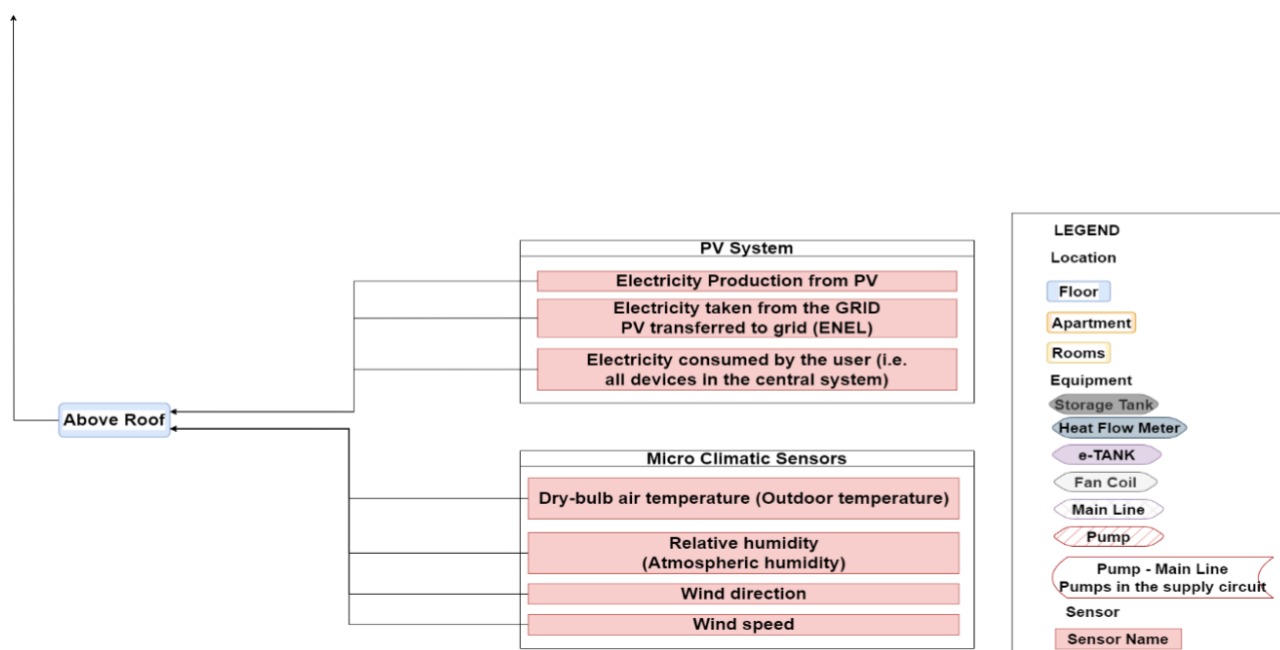 PV System
Electricity Production from PV
Electricity taken from the GRID
PV transferred to grid (ENEL)
Electricity consumed by the user (i.e.
all devices in the central system)
Above Roof
Micro Climatic Sensors
Dry-bulb air temperature (Outdoor temperature)
Relative humidity
(Atmospheric humidity)
Wind direction
Wind speed
LEGEND
Location
Floor
Apartment
Rooms
Equipment
Storage Tank
Heat Flow Meter
e-TANK
Fan Coil
Main Line
Pump
Pump - Main Line
Pumps in the supply circuit
Sensor
Sensor Name